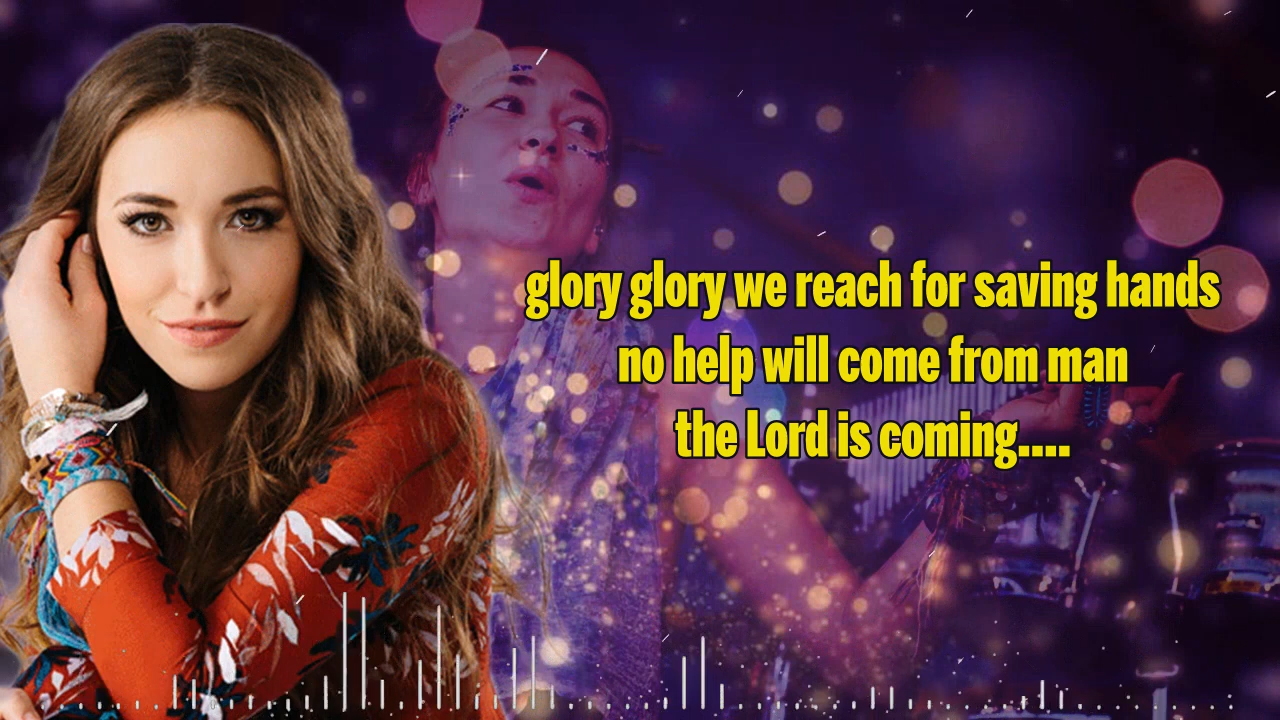 glory glory we reach for saving hands
no help will come from man
the Lord is coming....